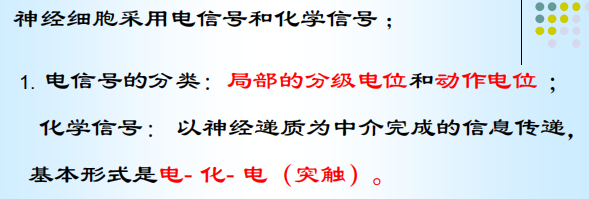 神经细胞采用电信号和化学信号；
1. 电信号的分类：局部的分级电位和动作电位；
化学信号： 以神经递质为中介完成的信息传递，
基本形式是电- 化- 电（突触）。